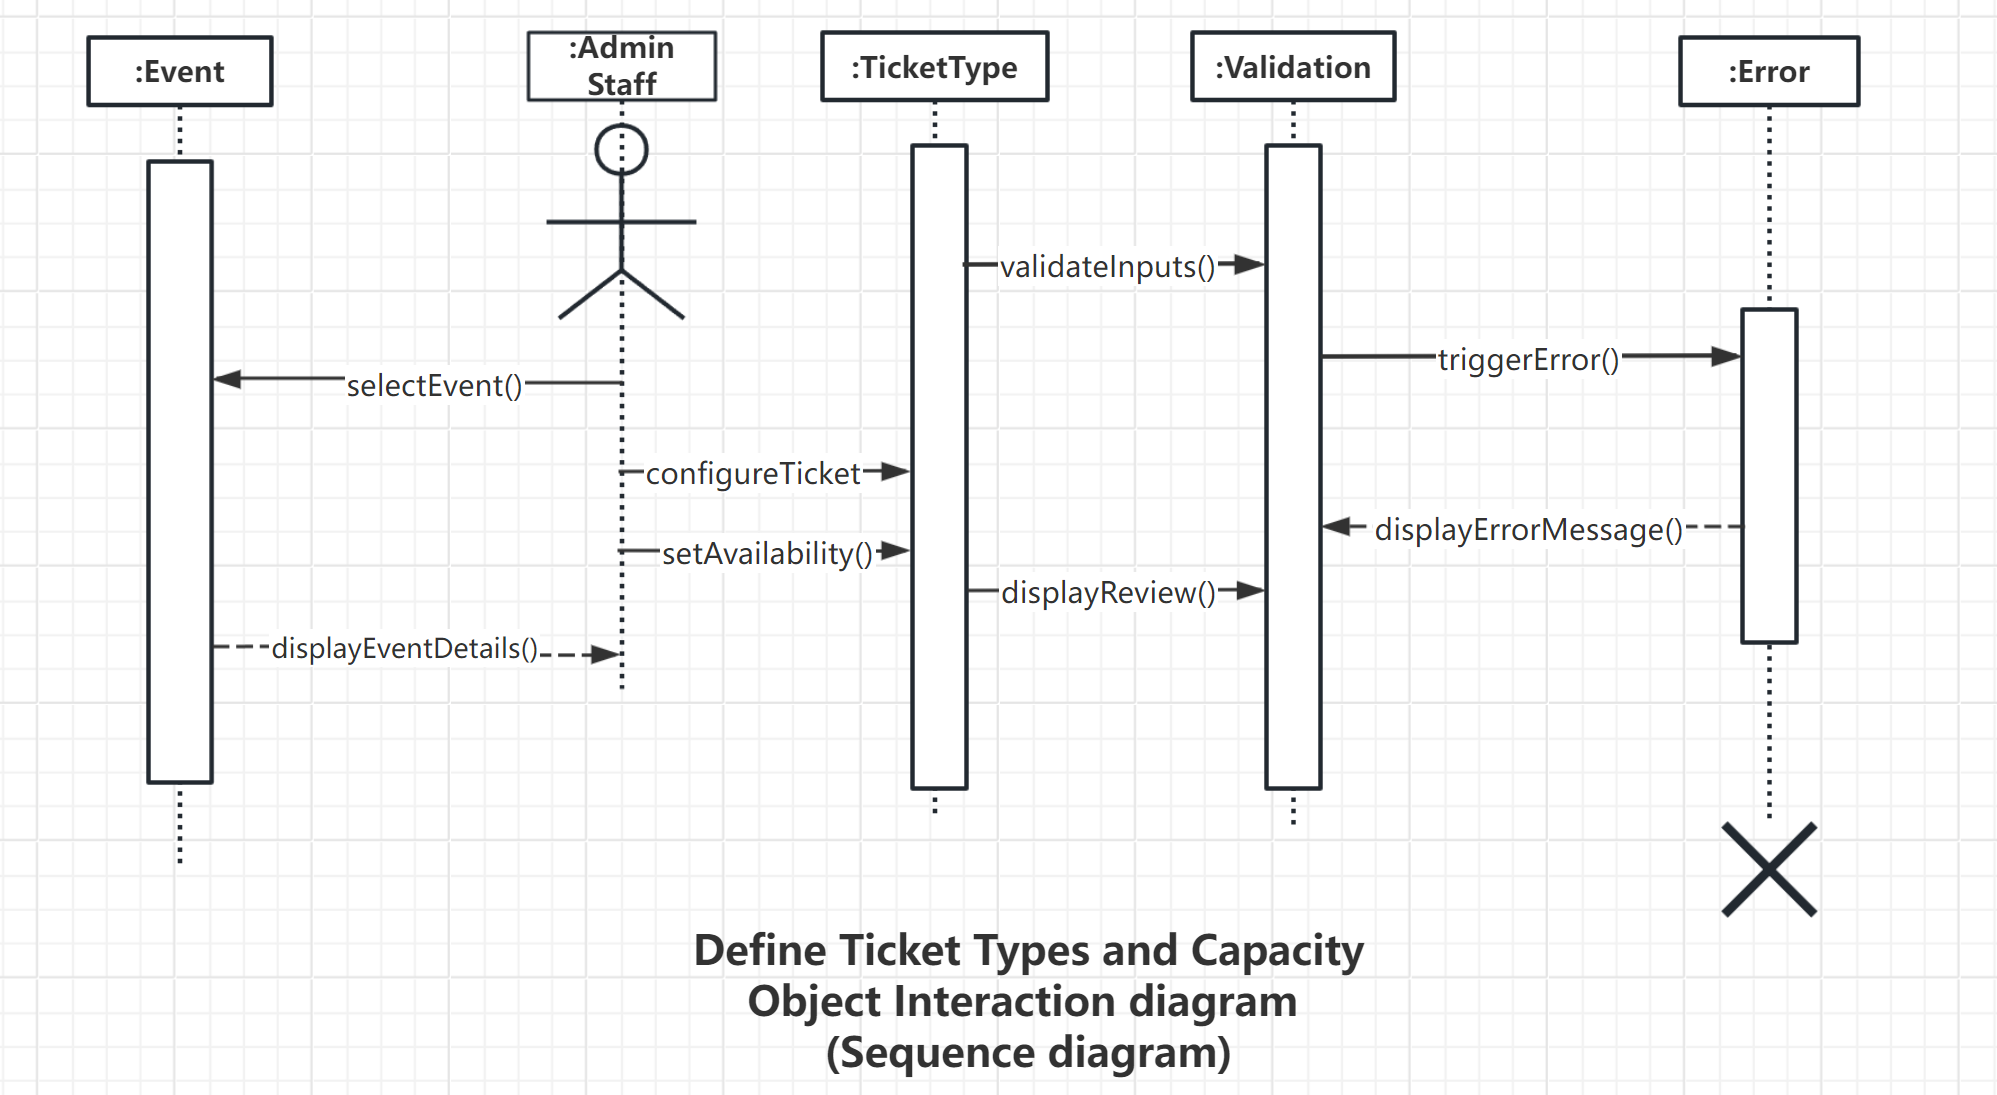 :Event
:Admin
Staff
:TicketType
:Validation
:Error
validateInputs()
triggerError()
selectEvent()
configureTicket
displayErrorMessage()
setAvailability()
displayReview()
displayEventDetails()
Define Ticket Types and Capacity
Object Interaction diagram
(Sequence diagram)